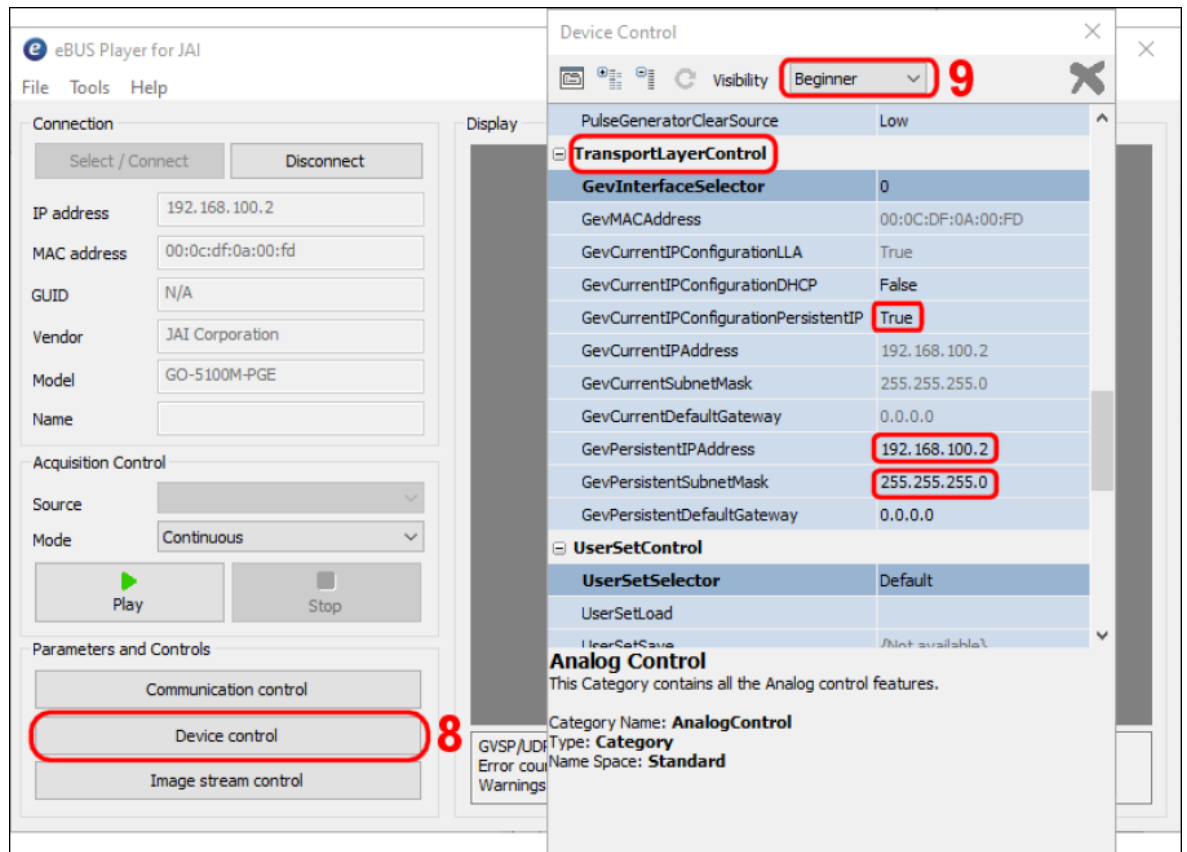 eBUS Player for JAI
File Tools Help
Connection
Select / Connect
Disconnect
IP address
192.168.100.2
MAC address
00:0c:df:0a:00:fd
GUID
N/A
Vendor
JAI Corporation
Model
GO-5100M-PGE
Name
Acquisition Control
Source
Mode
Continuous
Play
Stop
Parameters and Controls
Communication control
Device control
8
Image stream control
Display
GVSP/UDP
Error cou
Warnings
Device Control
Visibility Beginner
9
PulseGeneratorClearSource Low
TransportLayerControl
GevInterfaceSelector 0
GevMACAddress 00:0C:DF:0A:00:FD
GevCurrentIPConfigurationLLA True
GevCurrentIPConfigurationDHCP False
GevCurrentIPConfigurationPersistentIP True
GevCurrentIPAddress 192.168.100.2
GevCurrentSubnetMask 255.255.255.0
GevCurrentDefaultGateway 0.0.0.0
GevPersistentIPAddress 192.168.100.2
GevPersistentSubnetMask 255.255.255.0
GevPersistentDefaultGateway 0.0.0.0
UserSetControl
UserSetSelector Default
UserSetLoad
UserSetSave {Not available}
Analog Control
This Category contains all the Analog control features.
Category Name: AnalogControl
Type: Category
Name Space: Standard